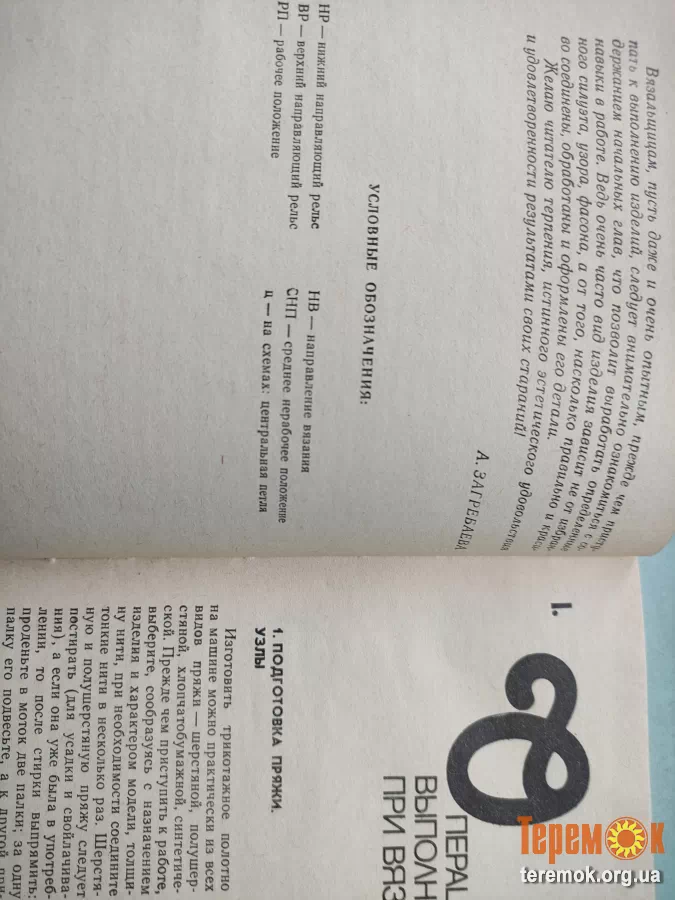 Вязальщицам, пусть даже и очень опытным, прежде чем
пать к выполнению изделий, следует внимательно ознакомиться с
держанием начальных глав, что позволит выработать определенные
навыки в работе. Ведь очень часто вид изделия зависит не от
ного силуэта, узора, фасона, а от того, насколько правильно и
во соединены, обработаны и оформлены его детали.
Желаю читателю терпения, истинного эстетического удовольствия
и удовлетворенности результатами своих стараний!
А. ЗАГРЕБАЕВА
УСЛОВНЫЕ ОБОЗНАЧЕНИЯ:
НР — нижний направляющий рельс
ВР — верхний направляющий рельс
РП — рабочее положение
НВ — направление вязания
СНП — среднее нерабочее положение
ц — на схемах: центральная петля
I.
О
ПЕРАЦ
ВЫПОЛН
ПРИ ВЯЗ
1. ПОДГОТОВКА ПРЯЖИ.
УЗЛЫ
Изготовить трикотажное полотно
на машине можно практически из всех
видов пряжи — шерстяной, полушер-
стяной, хлопчатобумажной, синтетиче-
ской. Прежде чем приступить к работе,
выберите, сообразуясь с назначением
изделия и характером модели, толщи-
ну нити, при необходимости соедините
тонкие нити в несколько раз. Шерстя-
ную и полушерстяную пряжу следует
постирать (для усадки и свойлачива-
ния), а если она уже была в употреб-
лении, то после стирки выпрямить:
проденьте в моток две палки; за одну
палку его подвесьте, а к другой при-
ТеремОк
teremok.org.ua